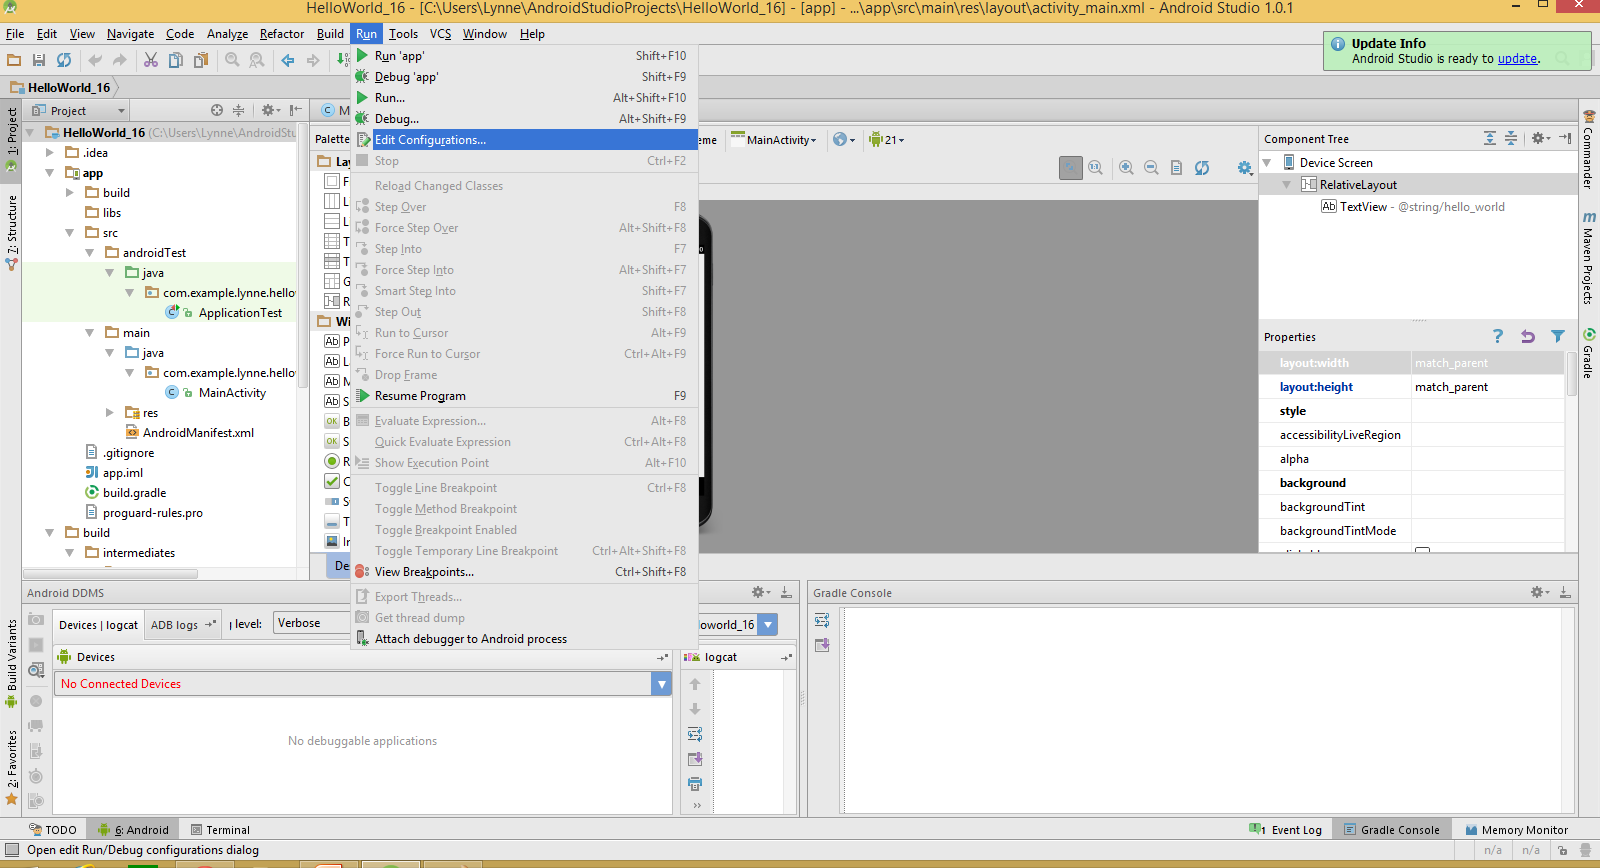 HelloWorld_16 - [C:\Users\Lynne\AndroidStudioProjects\HelloWorld_16] - [app] - ...\app\src\main\res\layout\activity_main.xml - Android Studio 1.0.1
File Edit View Navigate Code Analyze Refactor Build Run Tools VCS Window Help
Update Info
Android Studio is ready to update.
HelloWorld_16
1: Project
7: Structure
Build Variants
2: Favorites
Project
HelloWorld_16 (C:\Users\Lynne\AndroidStu
.idea
app
build
libs
src
androidTest
java
com.example.lynne.hello
ApplicationTest
main
java
com.example.lynne.hello
MainActivity
res
AndroidManifest.xml
.gitignore
app.iml
build.gradle
proguard-rules.pro
build
intermediates
Palette
Run 'app' Shift+F10
Debug 'app' Shift+F9
Run... Alt+Shift+F10
Debug... Alt+Shift+F9
Edit Configurations...
Stop Ctrl+F2
Reload Changed Classes
Step Over F8
Force Step Over Alt+Shift+F8
Step Into F7
Force Step Into Alt+Shift+F7
Smart Step Into Shift+F7
Step Out Shift+F8
Run to Cursor Alt+F9
Force Run to Cursor Ctrl+Alt+F9
Drop Frame
Resume Program F9
Evaluate Expression... Alt+F8
Quick Evaluate Expression Ctrl+Alt+F8
Show Execution Point Alt+F10
Toggle Line Breakpoint Ctrl+F8
Toggle Method Breakpoint
Toggle Breakpoint Enabled
Toggle Temporary Line Breakpoint Ctrl+Alt+Shift+F8
View Breakpoints... Ctrl+Shift+F8
Export Threads...
Get thread dump
Attach debugger to Android process
MainActivity
21
Component Tree
Device Screen
RelativeLayout
TextView - @string/hello_world
Properties
layout:width match_parent
layout:height match_parent
style
accessibilityLiveRegion
alpha
background
backgroundTint
backgroundTintMode
Commander
Maven Projects
Gradle
Android DDMS
Devices | logcat ADB logs level: Verbose
loworld_16
Devices
logcat
No Connected Devices
No debuggable applications
Gradle Console
TODO 6: Android Terminal
1 Event Log Gradle Console Memory Monitor
Open edit Run/Debug configurations dialog
n/a n/a